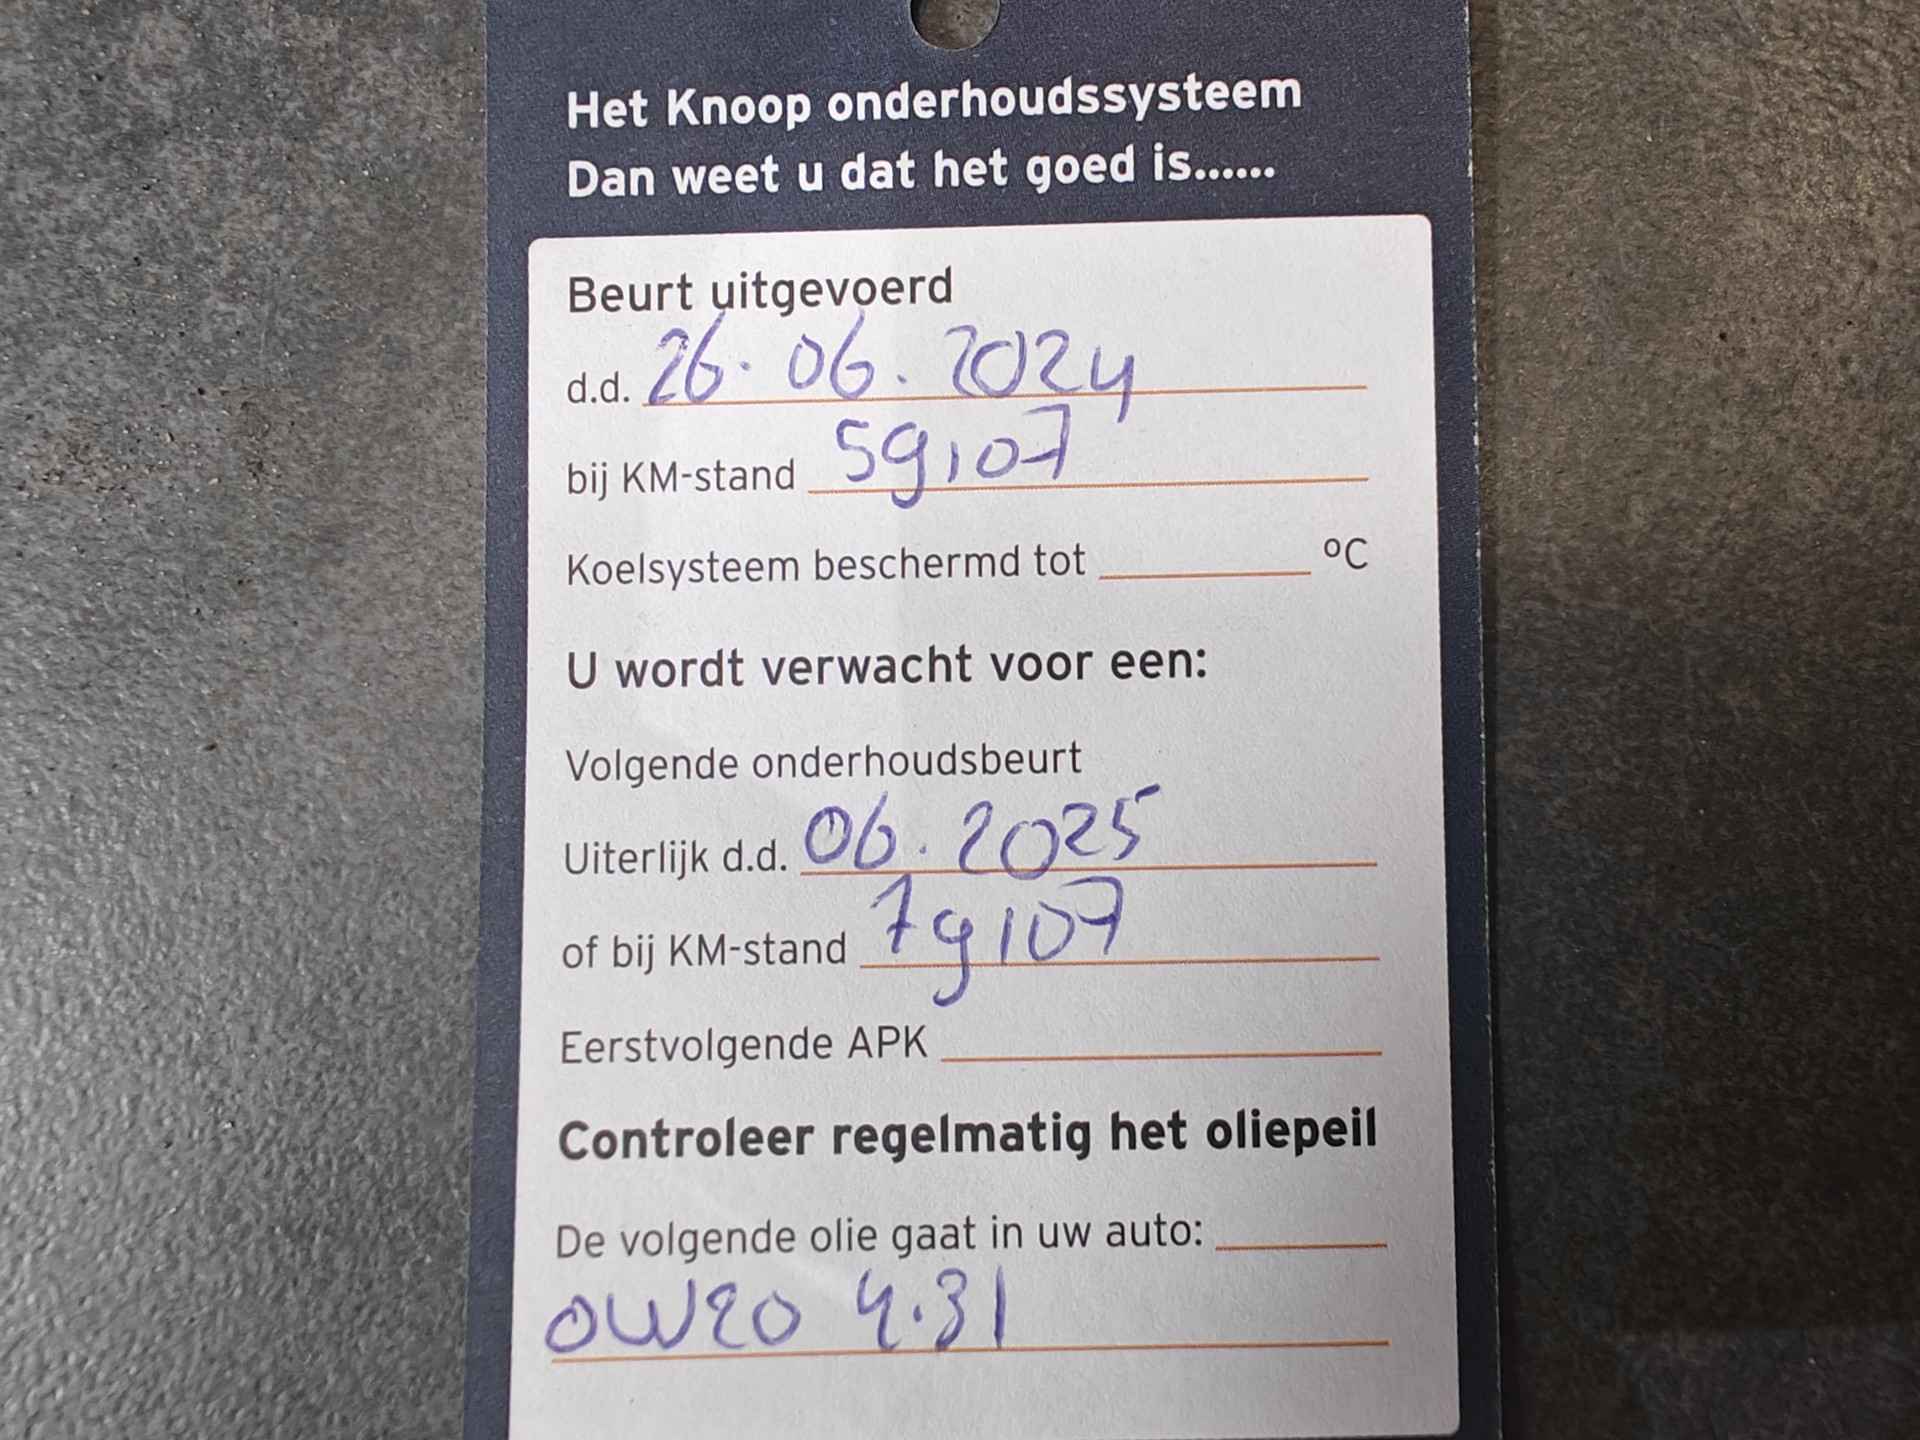 Het Knoop onderhoudssysteem
Dan weet u dat het goed is......
Beurt uitgevoerd
d.d. 26.06.2024
bij KM-stand 59107
Koelsysteem beschermd tot ºC
U wordt verwacht voor een:
Volgende onderhoudsbeurt
Uiterlijk d.d. 06.2025
of bij KM-stand 79107
Eerstvolgende APK
Controleer regelmatig het oliepeil
De volgende olie gaat in uw auto:
0W20 4.3l